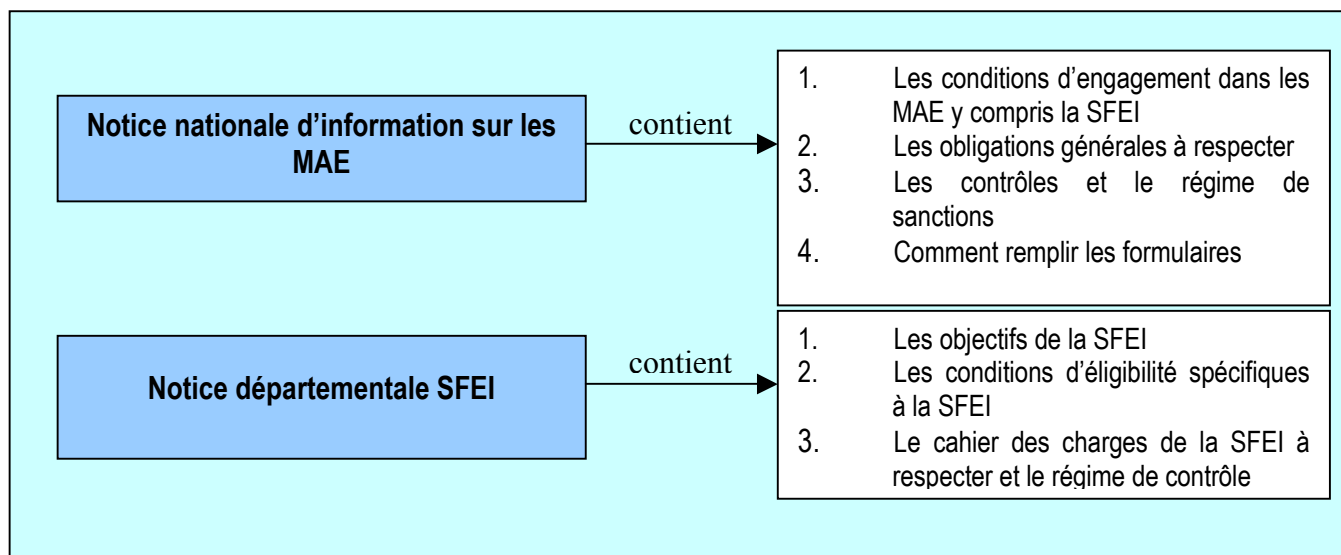 Notice nationale d'information sur les
MAE
contient
1. Les conditions d'engagement dans les
MAE y compris la SFEI
2. Les obligations générales à respecter
3. Les contrôles et le régime de
sanctions
4. Comment remplir les formulaires
Notice départementale SFEI
contient
1. Les objectifs de la SFEI
2. Les conditions d'éligibilité spécifiques
à la SFEI
3. Le cahier des charges de la SFEI à
respecter et le régime de contrôle